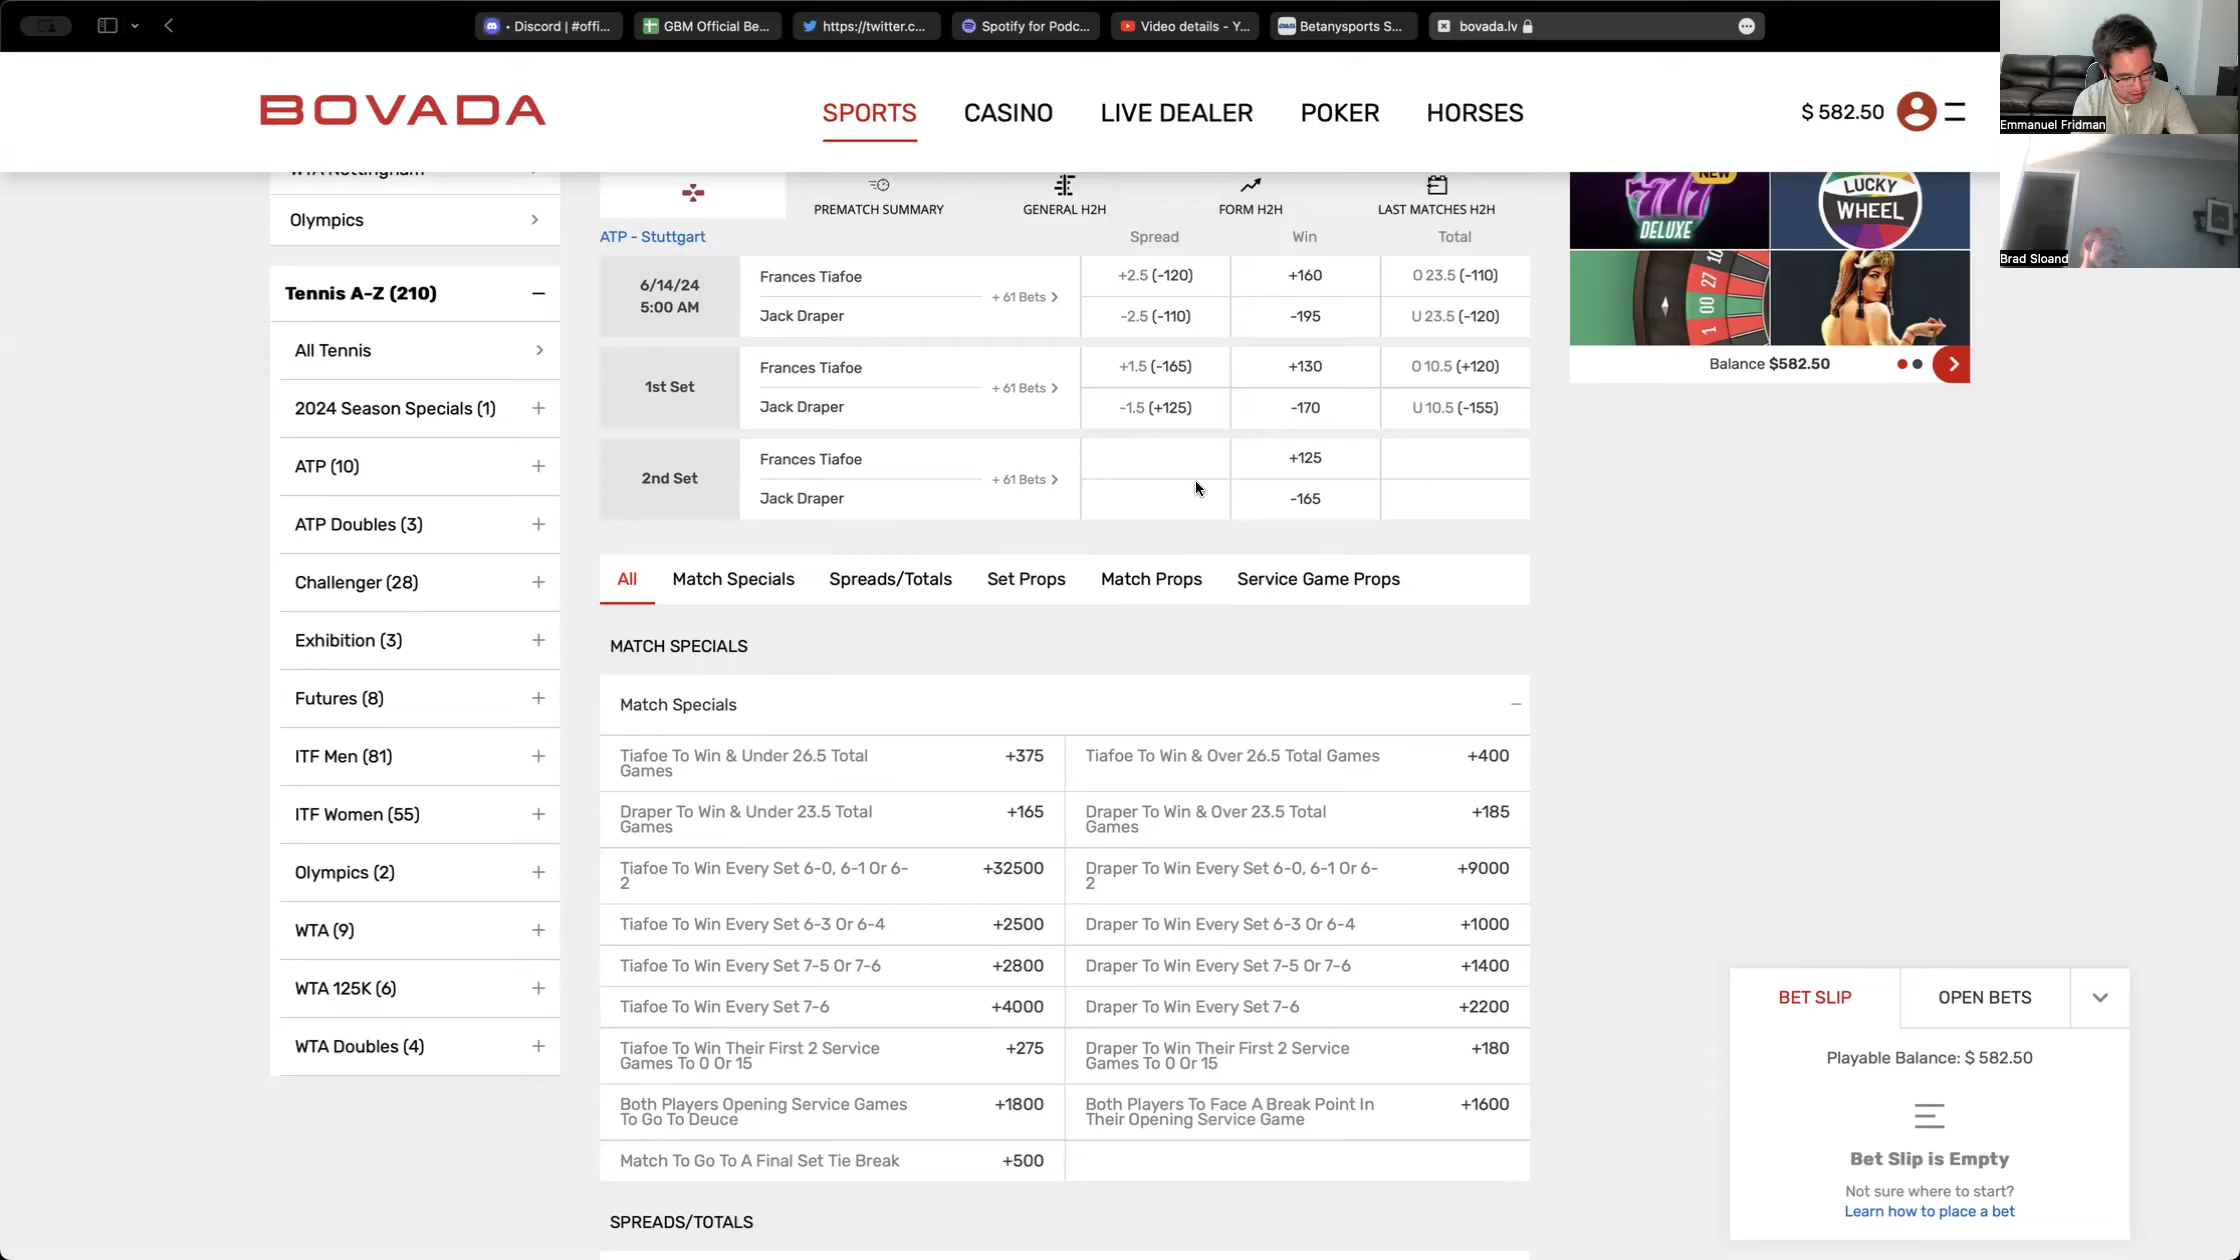 • Discord | #offi...
GBM Official Be...
https://twitter.c...
Spotify for Podc...
Video details - Y...
Betanysports S...
bovada.lv
BOVADA
SPORTS
CASINO
LIVE DEALER
POKER
HORSES
$ 582.50
Emmanuel Fridman
Brad Sloand
WTA Nottingham
Olympics
Tennis A-Z (210)
All Tennis
2024 Season Specials (1)
ATP (10)
ATP Doubles (3)
Challenger (28)
Exhibition (3)
Futures (8)
ITF Men (81)
ITF Women (55)
Olympics (2)
WTA (9)
WTA 125K (6)
WTA Doubles (4)
PREMATCH SUMMARY
GENERAL H2H
FORM H2H
LAST MATCHES H2H
ATP - Stuttgart
Spread
Win
Total
6/14/24
5:00 AM
Frances Tiafoe
Jack Draper
+ 61 Bets
+2.5 (-120)
+160
O 23.5 (-110)
-2.5 (-110)
-195
U 23.5 (-120)
1st Set
Frances Tiafoe
Jack Draper
+ 61 Bets
+1.5 (-165)
+130
O 10.5 (+120)
-1.5 (+125)
-170
U 10.5 (-155)
2nd Set
Frances Tiafoe
Jack Draper
+ 61 Bets
+125
-165
All
Match Specials
Spreads/Totals
Set Props
Match Props
Service Game Props
MATCH SPECIALS
Match Specials
Tiafoe To Win & Under 26.5 Total
Games
+375
Tiafoe To Win & Over 26.5 Total Games
+400
Draper To Win & Under 23.5 Total
Games
+165
Draper To Win & Over 23.5 Total
Games
+185
Tiafoe To Win Every Set 6-0, 6-1 Or 6-
2
+32500
Draper To Win Every Set 6-0, 6-1 Or 6-
2
+9000
Tiafoe To Win Every Set 6-3 Or 6-4
+2500
Draper To Win Every Set 6-3 Or 6-4
+1000
Tiafoe To Win Every Set 7-5 Or 7-6
+2800
Draper To Win Every Set 7-5 Or 7-6
+1400
Tiafoe To Win Every Set 7-6
+4000
Draper To Win Every Set 7-6
+2200
Tiafoe To Win Their First 2 Service
Games To 0 Or 15
+275
Draper To Win Their First 2 Service
Games To 0 Or 15
+180
Both Players Opening Service Games
To Go To Deuce
+1800
Both Players To Face A Break Point In
Their Opening Service Game
+1600
Match To Go To A Final Set Tie Break
+500
SPREADS/TOTALS
NEW
777
DELUXE
LUCKY
WHEEL
10
27
00
1
Balance $582.50
BET SLIP
OPEN BETS
Playable Balance: $ 582.50
Bet Slip is Empty
Not sure where to start?
Learn how to place a bet